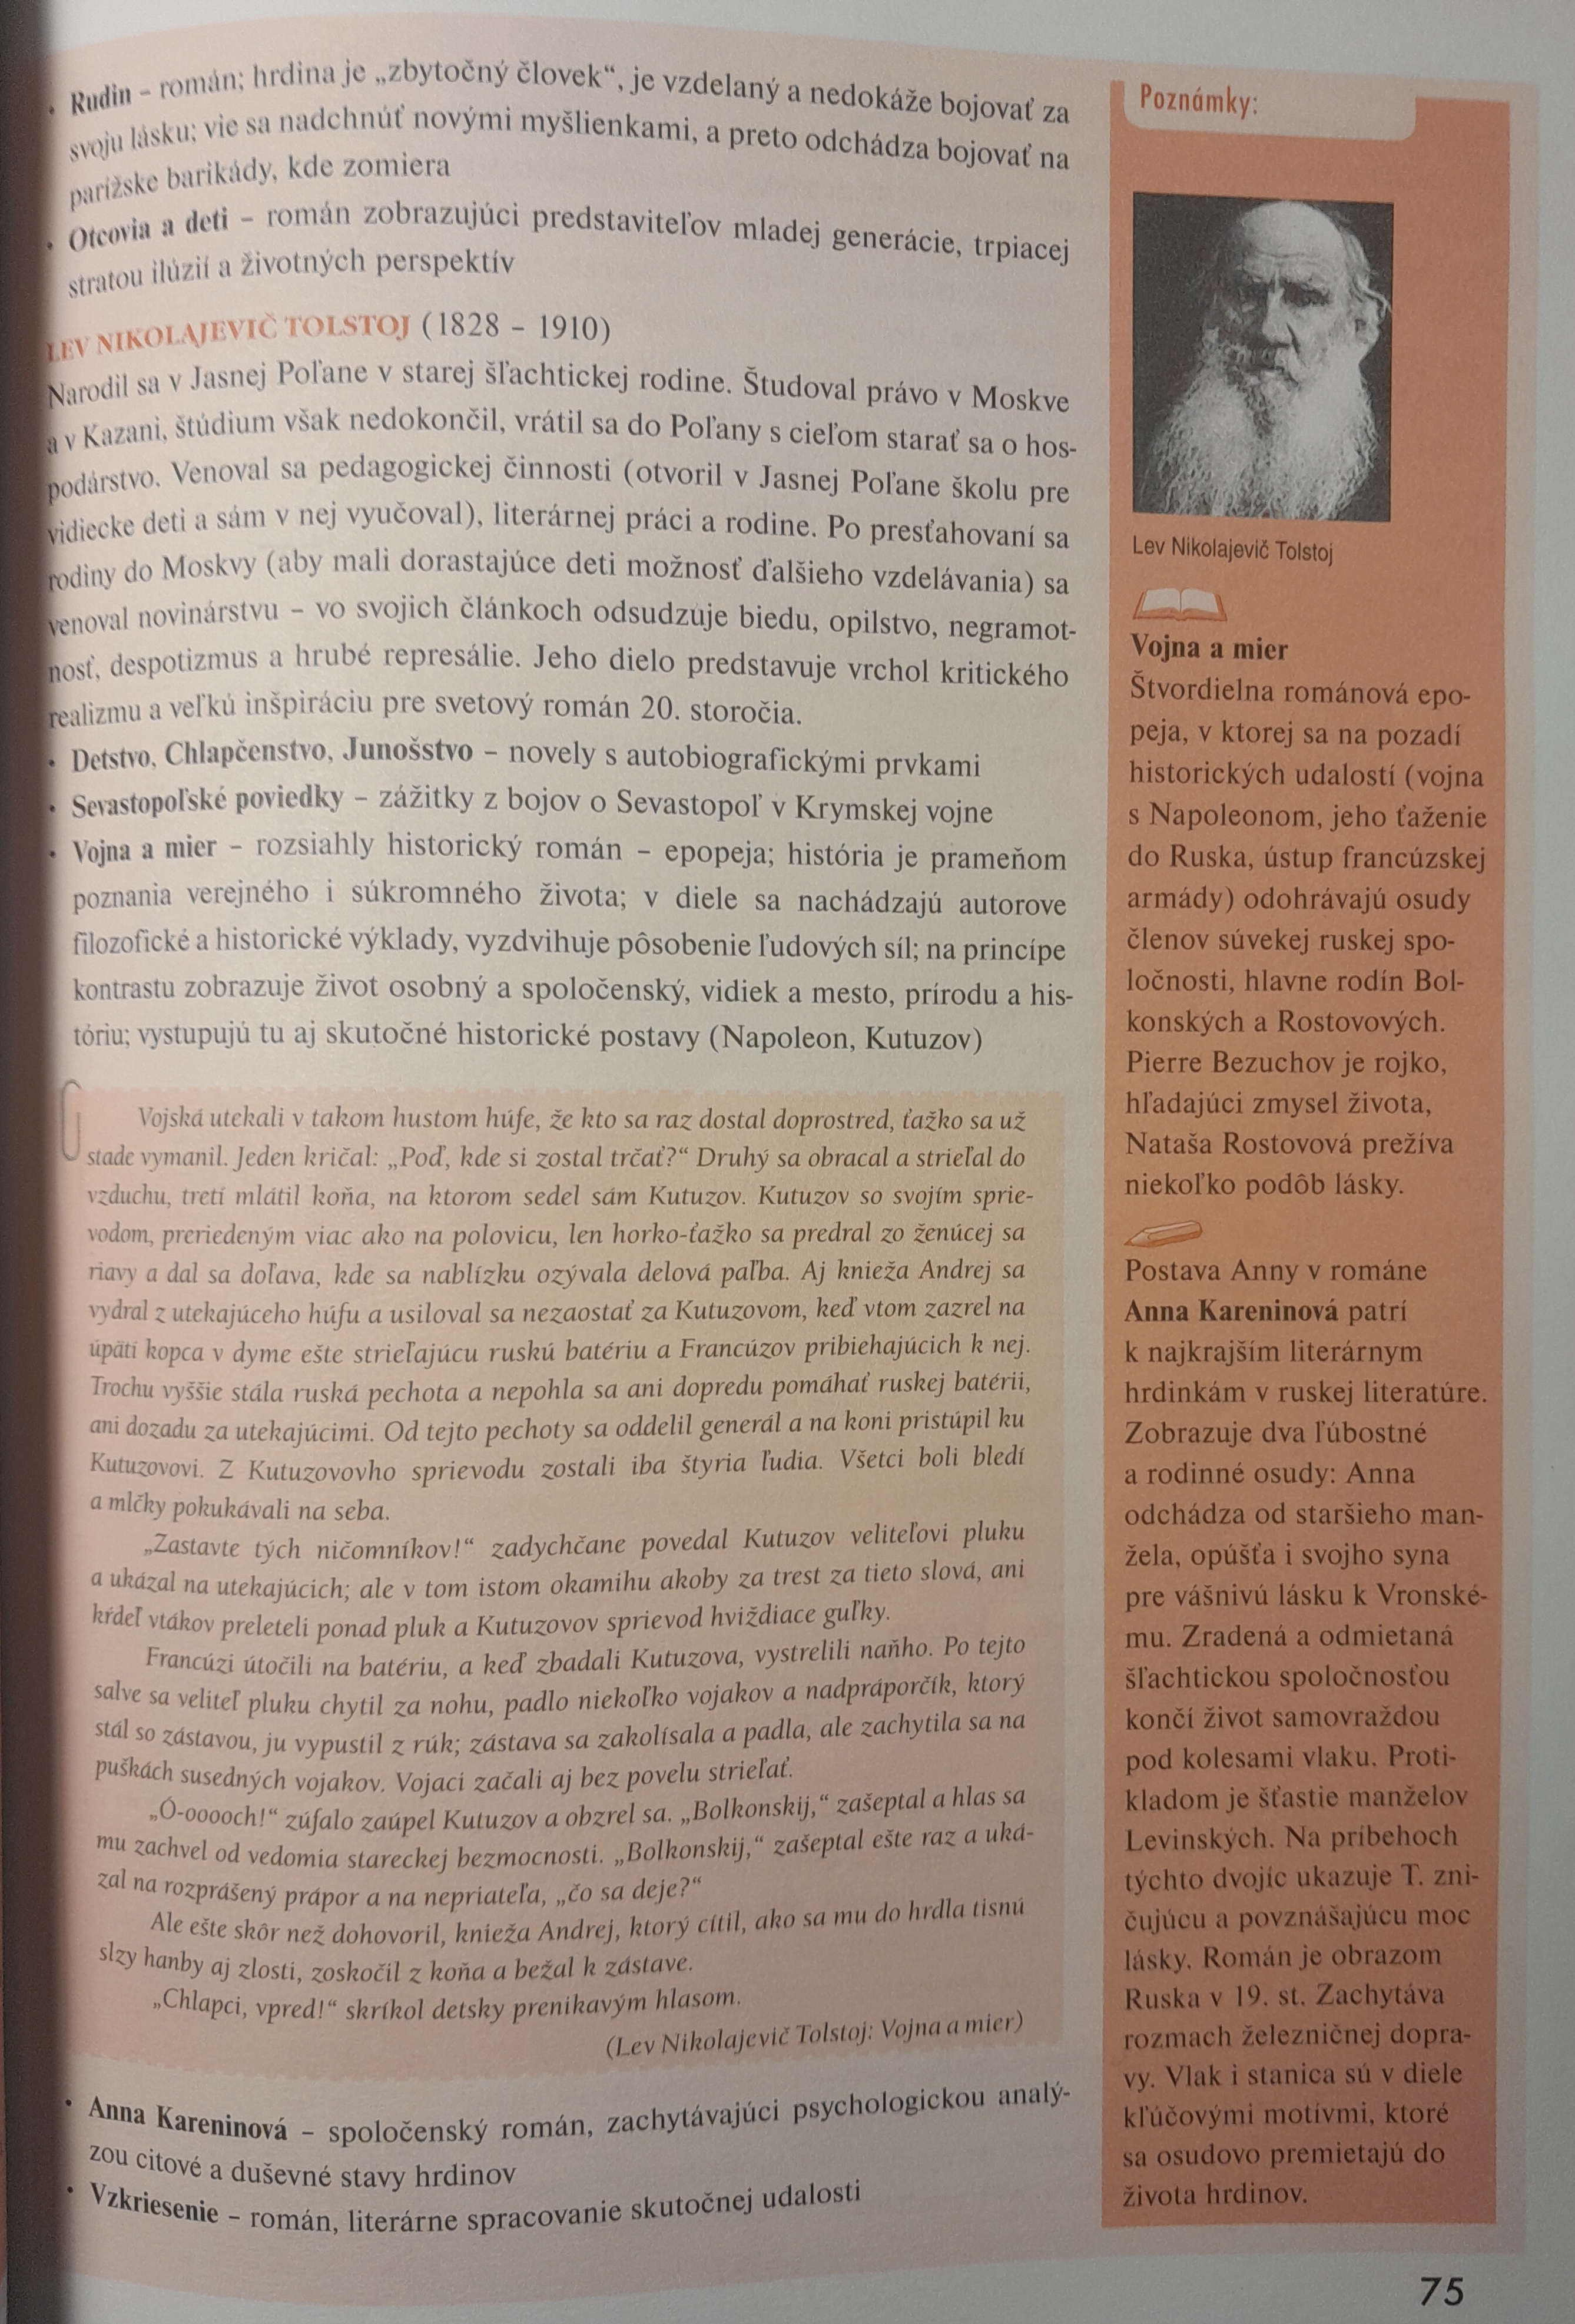 • Rudin – román; hrdina je „zbytočný človek“, je vzdelaný a nedokáže bojovať za
svoju lásku; vie sa nadchnúť novými myšlienkami, a preto odchádza bojovať na
parížske barikády, kde zomiera
• Otcovia a deti – román zobrazujúci predstaviteľov mladej generácie, trpiacej
stratou ilúzií a životných perspektív
LEV NIKOLAJEVIČ TOLSTOJ (1828 – 1910)
Narodil sa v Jasnej Poľane v starej šľachtickej rodine. Študoval právo v Moskve
a v Kazani, štúdium však nedokončil, vrátil sa do Poľany s cieľom starať sa o hos-
podárstvo. Venoval sa pedagogickej činnosti (otvoril v Jasnej Poľane školu pre
vidiecke deti a sám v nej vyučoval), literárnej práci a rodine. Po presťahovaní sa
rodiny do Moskvy (aby mali dorastajúce deti možnosť ďalšieho vzdelávania) sa
venoval novinárstvu – vo svojich článkoch odsudzuje biedu, opilstvo, negramot-
nosť, despotizmus a hrubé represálie. Jeho dielo predstavuje vrchol kritického
realizmu a veľkú inšpiráciu pre svetový román 20. storočia.
• Detstvo, Chlapčenstvo, Junošstvo – novely s autobiografickými prvkami
• Sevastopoľské poviedky – zážitky z bojov o Sevastopoľ v Krymskej vojne
• Vojna a mier – rozsiahly historický román – epopeja; história je prameňom
poznania verejného i súkromného života; v diele sa nachádzajú autorove
filozofické a historické výklady, vyzdvihuje pôsobenie ľudových síl; na princípe
kontrastu zobrazuje život osobný a spoločenský, vidiek a mesto, prírodu a his-
tóriu; vystupujú tu aj skutočné historické postavy (Napoleon, Kutuzov)
Vojská utekali v takom hustom húfe, že kto sa raz dostal doprostred, ťažko sa už
stade vymanil. Jeden kričal: „Poď, kde si zostal trčať?“ Druhý sa obracal a strieľal do
vzduchu, tretí mlátil koňa, na ktorom sedel sám Kutuzov. Kutuzov so svojím sprie-
vodom, preriedeným viac ako na polovicu, len horko-ťažko sa predral zo ženúcej sa
riavy a dal sa doľava, kde sa nablízku ozývala delová paľba. Aj knieža Andrej sa
vydral z utekajúceho húfu a usiloval sa nezaostať za Kutuzovom, keď vtom zazrel na
úpätí kopca v dyme ešte strieľajúcu ruskú batériu a Francúzov pribiehajúcich k nej.
Trochu vyššie stála ruská pechota a nepohla sa ani dopredu pomáhať ruskej batérii,
ani dozadu za utekajúcimi. Od tejto pechoty sa oddelil generál a na koni pristúpil ku
Kutuzovovi. Z Kutuzovovho sprievodu zostali iba štyria ľudia. Všetci boli bledí
a mlčky pokukávali na seba.
„Zastavte tých ničomníkov!“ zadychčane povedal Kutuzov veliteľovi pluku
a ukázal na utekajúcich; ale v tom istom okamihu akoby za trest za tieto slová, ani
kŕdeľ vtákov preleteli ponad pluk a Kutuzovov sprievod hviždiace guľky.
Francúzi útočili na batériu, a keď zbadali Kutuzova, vystrelili naňho. Po tejto
salve sa veliteľ pluku chytil za nohu, padlo niekoľko vojakov a nadpráporčík, ktorý
stál so zástavou, ju vypustil z rúk; zástava sa zakolísala a padla, ale zachytila sa na
puškách susedných vojakov. Vojaci začali aj bez povelu strieľať.
„Ó-ooooch!“ zúfalo zaúpel Kutuzov a obzrel sa. „Bolkonskij,“ zašeptal a hlas sa
mu zachvel od vedomia stareckej bezmocnosti. „Bolkonskij,“ zašeptal ešte raz a uká-
zal na rozprášený prápor a na nepriateľa, „čo sa deje?“
Ale ešte skôr než dohovoril, knieža Andrej, ktorý cítil, ako sa mu do hrdla tisnú
slzy hanby aj zlosti, zoskočil z koňa a bežal k zástave.
„Chlapci, vpred!“ skríkol detsky prenikavým hlasom.
(Lev Nikolajevič Tolstoj: Vojna a mier)
• Anna Kareninová – spoločenský román, zachytávajúci psychologickou analý-
zou citové a duševné stavy hrdinov
• Vzkriesenie – román, literárne spracovanie skutočnej udalosti
Poznámky:
Lev Nikolajevič Tolstoj
Vojna a mier
Štvordielna románová epo-
peja, v ktorej sa na pozadí
historických udalostí (vojna
s Napoleonom, jeho ťaženie
do Ruska, ústup francúzskej
armády) odohrávajú osudy
členov súvekej ruskej spo-
ločnosti, hlavne rodín Bol-
konských a Rostovových.
Pierre Bezuchov je rojko,
hľadajúci zmysel života,
Nataša Rostovová prežíva
niekoľko podôb lásky.
Postava Anny v románe
Anna Kareninová patrí
k najkrajším literárnym
hrdinkám v ruskej literatúre.
Zobrazuje dva ľúbostné
a rodinné osudy: Anna
odchádza od staršieho man-
žela, opúšťa i svojho syna
pre vášnivú lásku k Vronské-
mu. Zradená a odmietaná
šľachtickou spoločnosťou
končí život samovraždou
pod kolesami vlaku. Proti-
kladom je šťastie manželov
Levinských. Na príbehoch
týchto dvojíc ukazuje T. zni-
čujúcu a povznášajúcu moc
lásky. Román je obrazom
Ruska v 19. st. Zachytáva
rozmach železničnej dopra-
vy. Vlak i stanica sú v diele
kľúčovými motívmi, ktoré
sa osudovo premietajú do
života hrdinov.
75